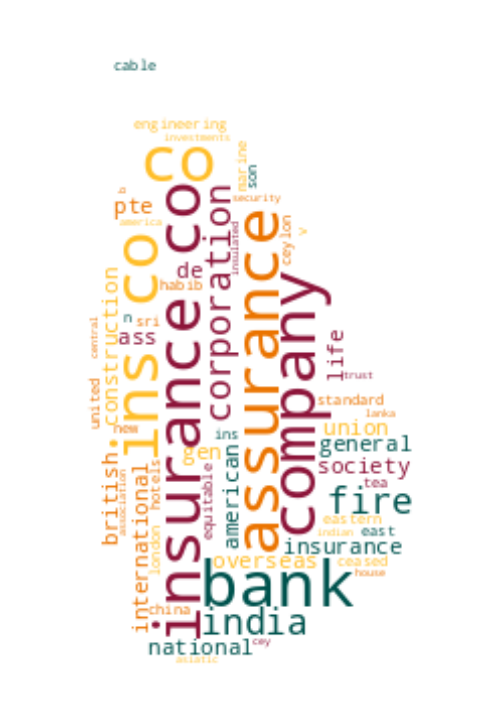 cable
engineering
investments
co
marine
son
b
pte
security
america
insurance co
corporation
assurance
company
ins co
insulated
ceylon
v
de
habib
construction
n
sri
ass
central
united
life
trust
standard
lanka
new
british.
association
hotels
international
london
gen
ins
equitable
american
union
general
society
tea
fire
eastern
indian
east
insurance
overseas
ceased
house
bank
china
india
national
cey
asiatic